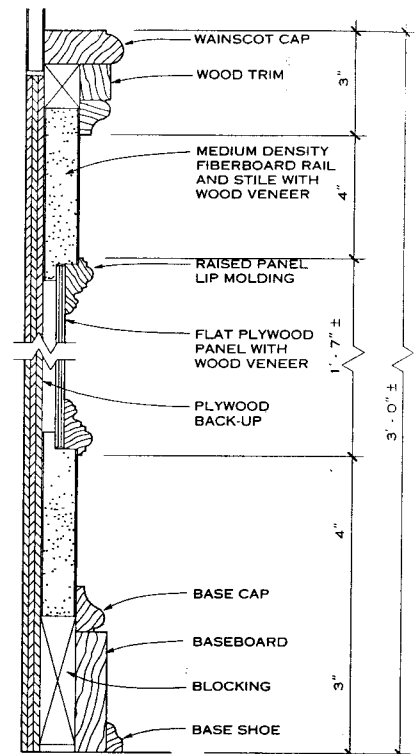 WAINSCOT CAP
WOOD TRIM
3"
MEDIUM DENSITY
FIBERBOARD RAIL
AND STILE WITH
WOOD VENEER
4"
RAISED PANEL
LIP MOLDING
FLAT PLYWOOD
PANEL WITH
WOOD VENEER
1'-7" ±
3'-0" ±
PLYWOOD
BACK-UP
4"
BASE CAP
BASEBOARD
BLOCKING
3"
BASE SHOE